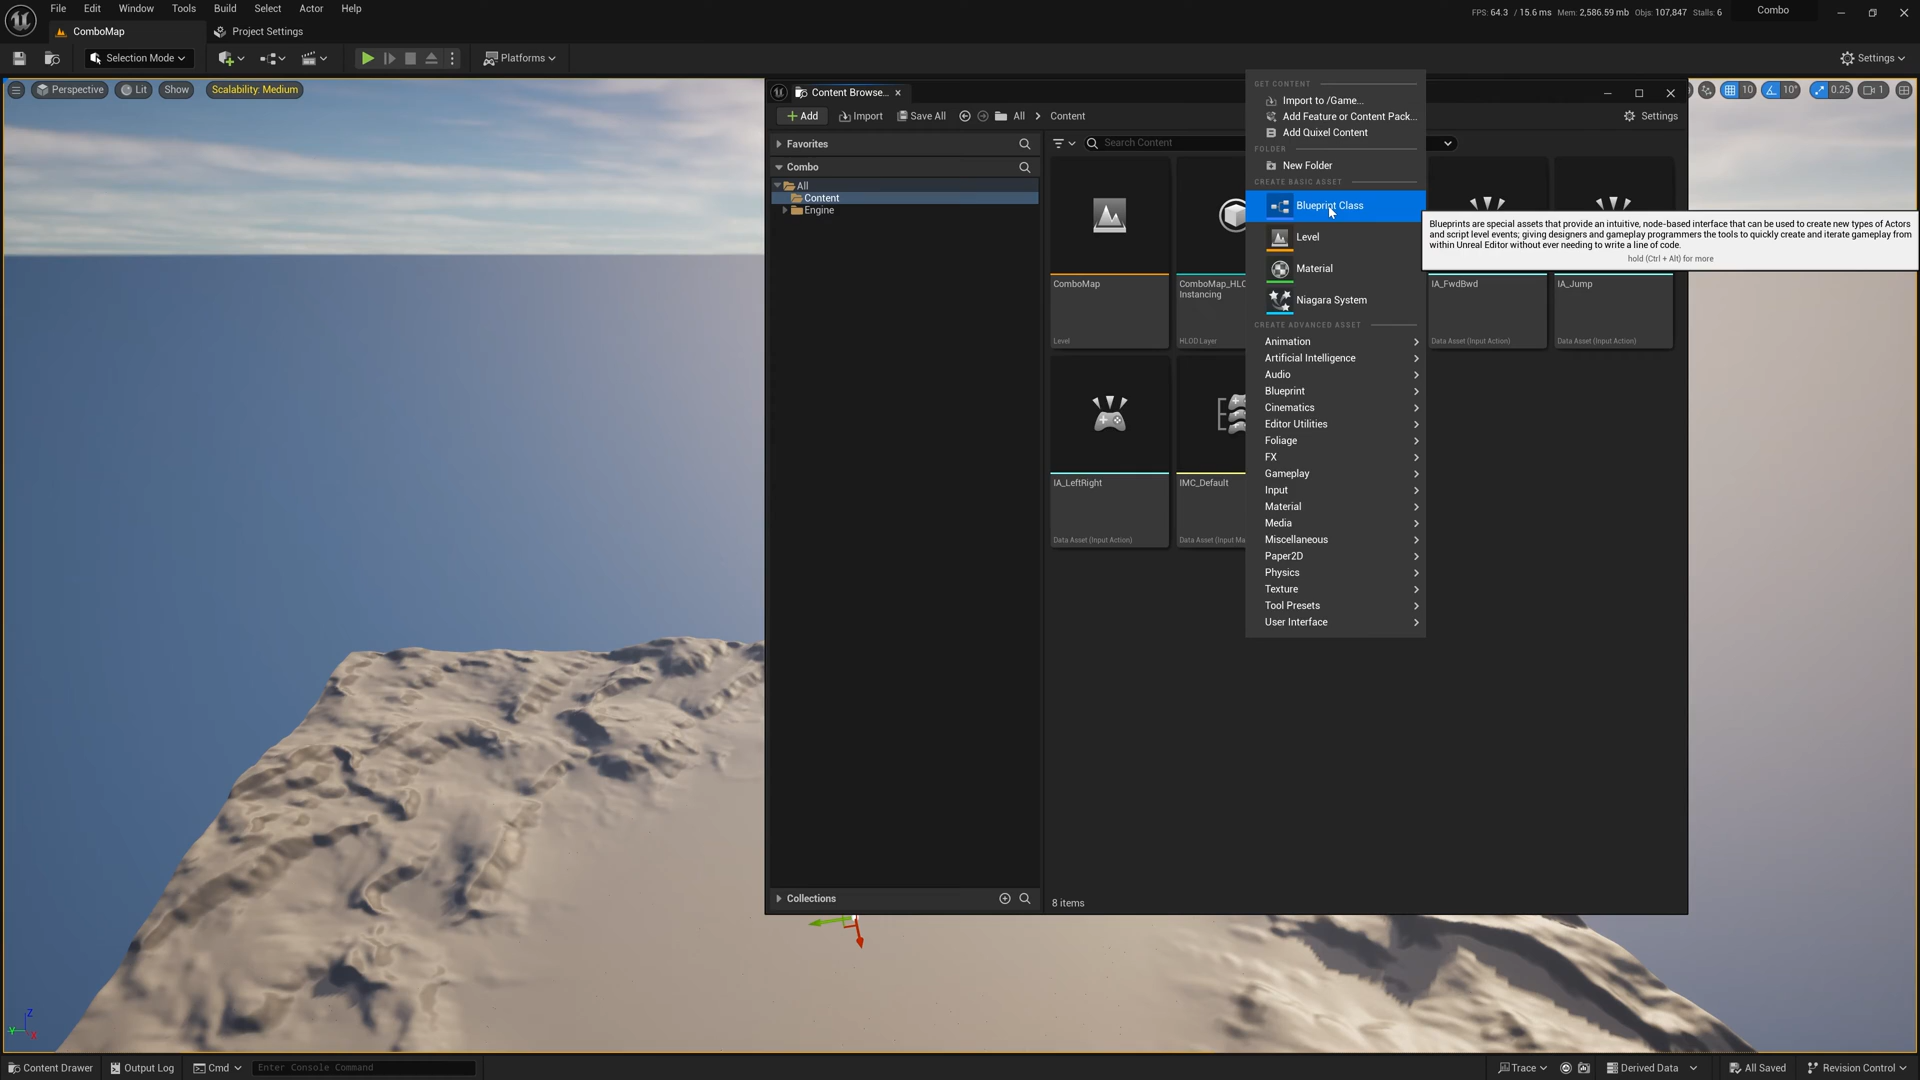 File Edit Window Tools Build Select Actor Help
FPS: 64.3 / 15.6 ms Mem: 2,586.59 mb Objs: 107,847 Stalls: 6
Combo
ComboMap
Project Settings
Selection Mode
Platforms
Settings
Perspective
Lit
Show
Scalability: Medium
10
10°
0.25
1
Content Browse...
Add
Import
Save All
All
Content
Settings
Favorites
Search Content
Combo
All
Content
Engine
Collections
ComboMap
Level
ComboMap_HLO
Instancing
HLOD Layer
IA_FwdBwd
Data Asset (Input Action)
IA_Jump
Data Asset (Input Action)
IA_LeftRight
Data Asset (Input Action)
IMC_Default
Data Asset (Input Ma
8 items
GET CONTENT
Import to /Game...
Add Feature or Content Pack...
Add Quixel Content
FOLDER
New Folder
CREATE BASIC ASSET
Blueprint Class
Level
Material
Niagara System
CREATE ADVANCED ASSET
Animation
Artificial Intelligence
Audio
Blueprint
Cinematics
Editor Utilities
Foliage
FX
Gameplay
Input
Material
Media
Miscellaneous
Paper2D
Physics
Texture
Tool Presets
User Interface
Blueprints are special assets that provide an intuitive, node-based interface that can be used to create new types of Actors
and script level events; giving designers and gameplay programmers the tools to quickly create and iterate gameplay from
within Unreal Editor without ever needing to write a line of code.
hold (Ctrl + Alt) for more
Z
Y
X
Content Drawer
Output Log
Cmd
Enter Console Command
Trace
Derived Data
All Saved
Revision Control